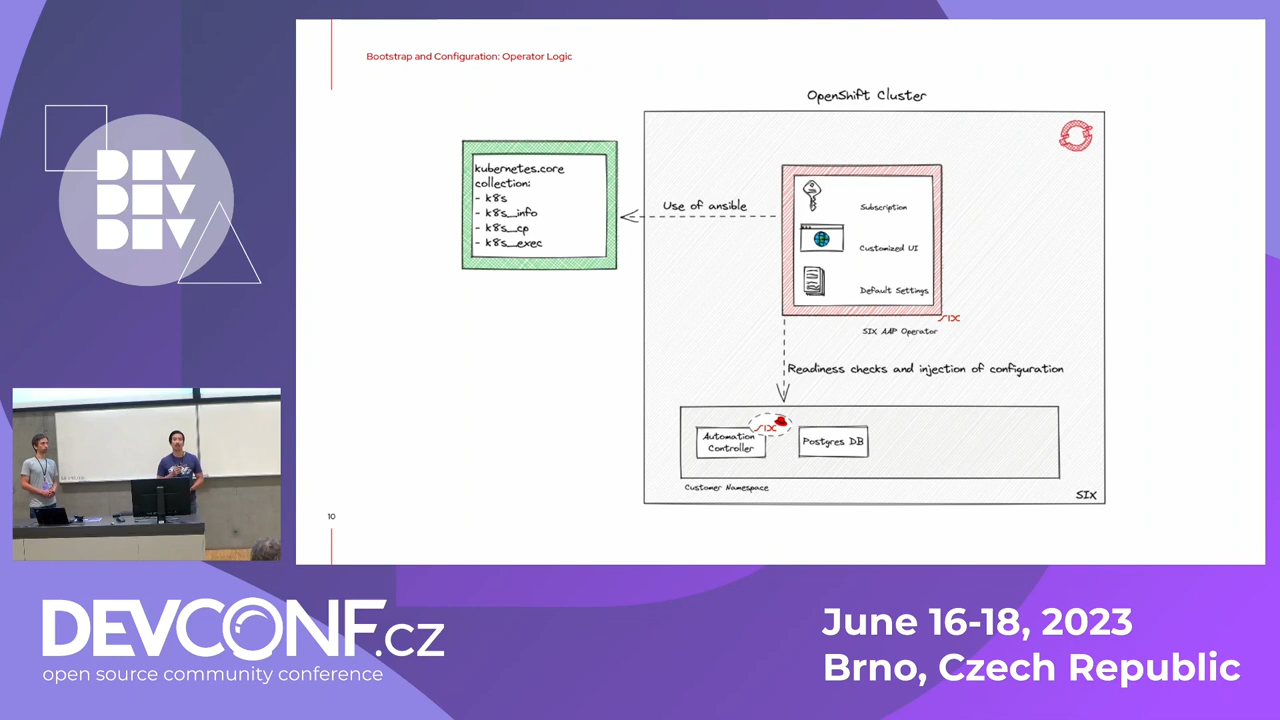 Bootstrap and Configuration: Operator Logic
OpenShift Cluster
kubernetes.core
collection:
- k8s
- k8s_info
- k8s_cp
- k8s_exec
Use of ansible
Subscription
Customized UI
Default Settings
SIX
SIX AAP Operator
Readiness checks and injection of configuration
SIX
Automation
Controller
Postgres DB
Customer Namespace
SIX
10
DEV
DEV
DEV
DEVCONF.cz
open source community conference
June 16-18, 2023
Brno, Czech Republic